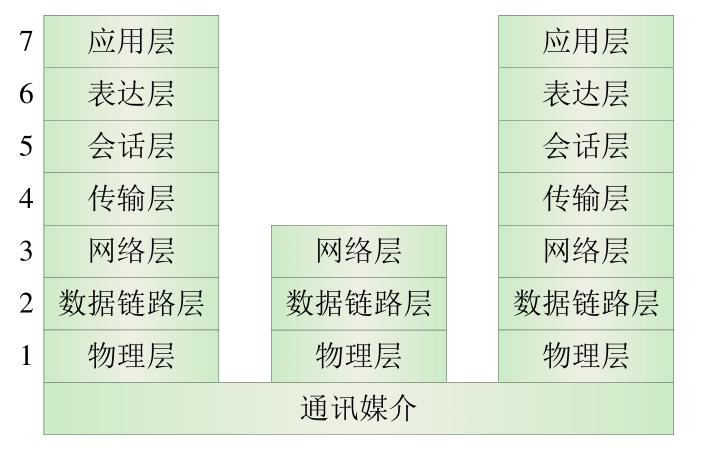 7 应用层 应用层
6 表达层 表达层
5 会话层 会话层
4 传输层 传输层
3 网络层 网络层 网络层
2 数据链路层 数据链路层 数据链路层
1 物理层 物理层 物理层
通讯媒介